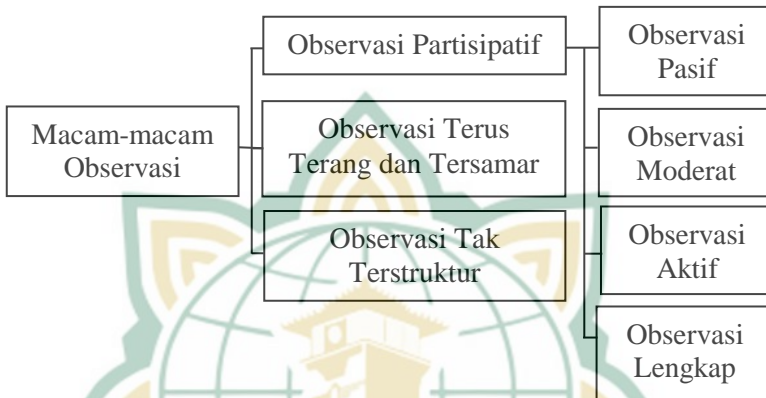 Macam-macam
Observasi
Observasi Partisipatif
Observasi Terus
Terang dan Tersamar
Observasi Tak
Terstruktur
Observasi
Pasif
Observasi
Moderat
Observasi
Aktif
Observasi
Lengkap